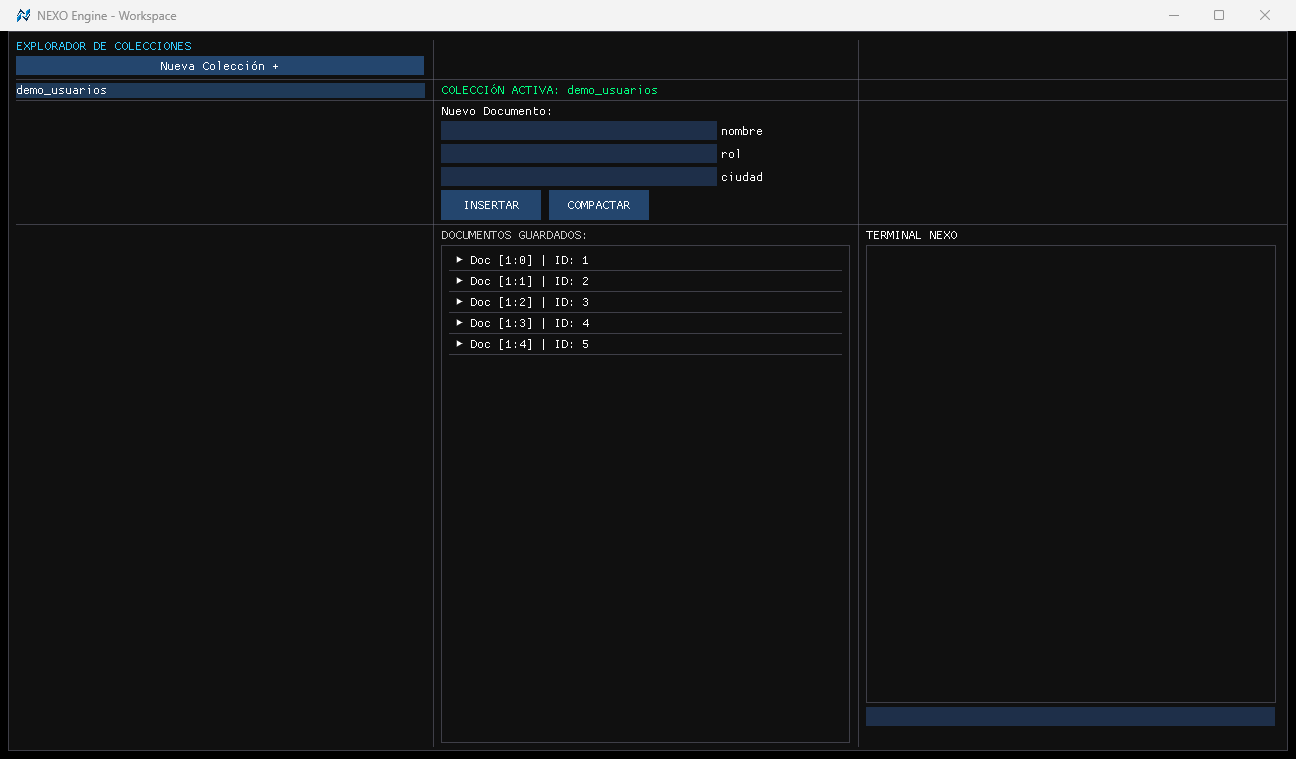 NEXO Engine - Workspace
EXPLORADOR DE COLECCIONES
Nueva Colección +
demo_usuarios
COLECCIóN ACTIVA: demo_usuarios
Nuevo Documento:
nombre
rol
ciudad
INSERTAR COMPACTAR
DOCUMENTOS GUARDADOS:
Doc [1:0] | ID: 1
Doc [1:1] | ID: 2
Doc [1:2] | ID: 3
Doc [1:3] | ID: 4
Doc [1:4] | ID: 5
TERMINAL NEXO